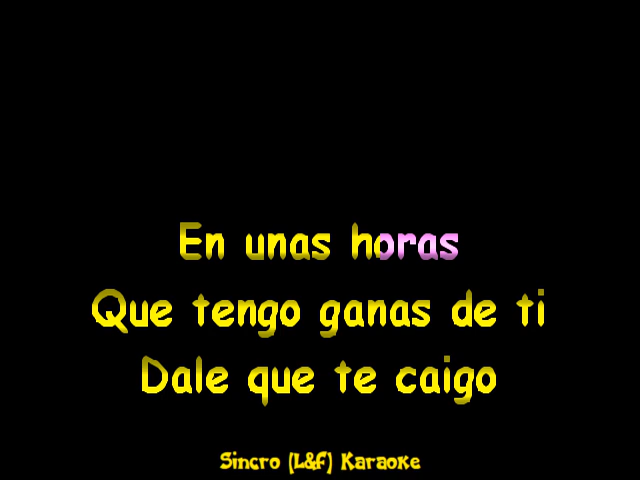 En unas horas
Que tengo ganas de ti
Dale que te caigo
Sincro (L&F) Karaoke